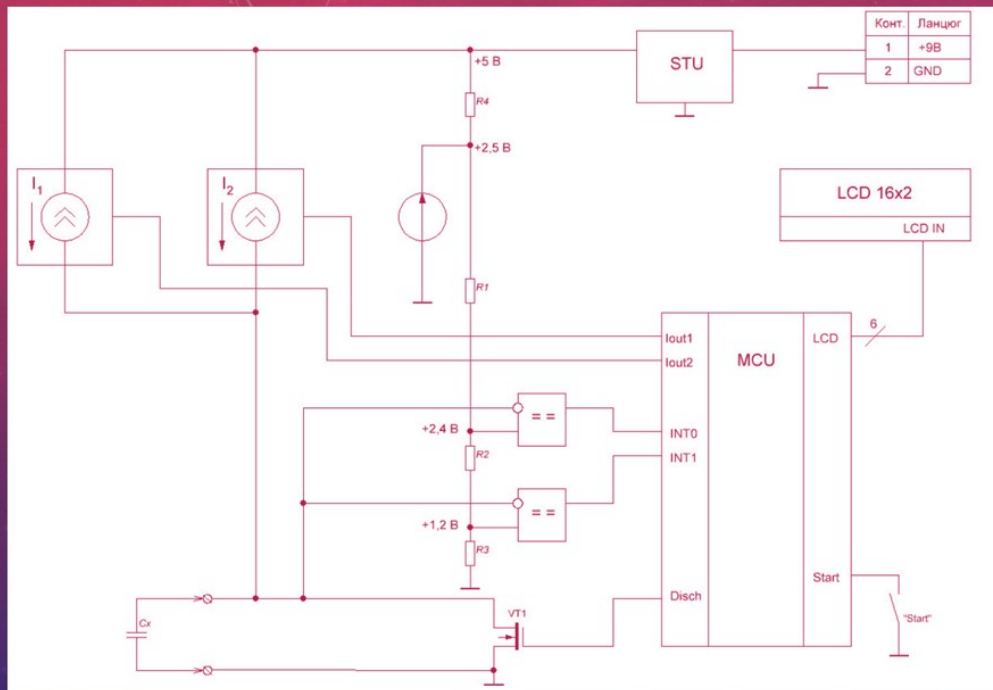 Конт. Ланцюг
1 +9В
2 GND
STU
+5 В
R4
+2,5 В
I1
I2
LCD 16x2
LCD IN
R1
6
Iout1
Iout2
MCU
LCD
= =
+2,4 В
INT0
R2
INT1
= =
+1,2 В
R3
Start
Disch
VT1
"Start"
Cx